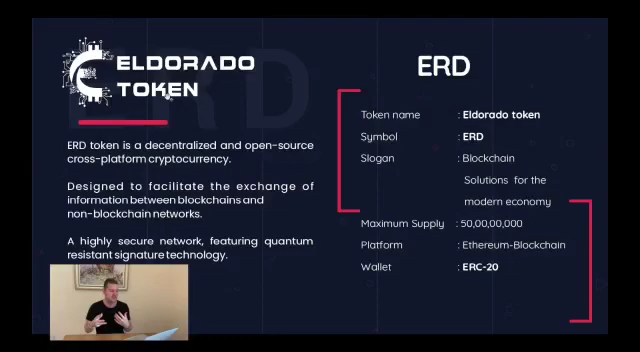 ELDORADO
TOKEN
ERD token is a decentralized and open-source
cross-platform cryptocurrency.
Designed to facilitate the exchange of
information between blockchains and
non-blockchain networks.
A highly secure network, featuring quantum
resistant signature technology.
ERD
Token name : Eldorado token
Symbol : ERD
Slogan : Blockchain
Solutions for the
modern economy
Maximum Supply : 50,00,00,000
Platform : Ethereum-Blockchain
Wallet : ERC-20
ERD